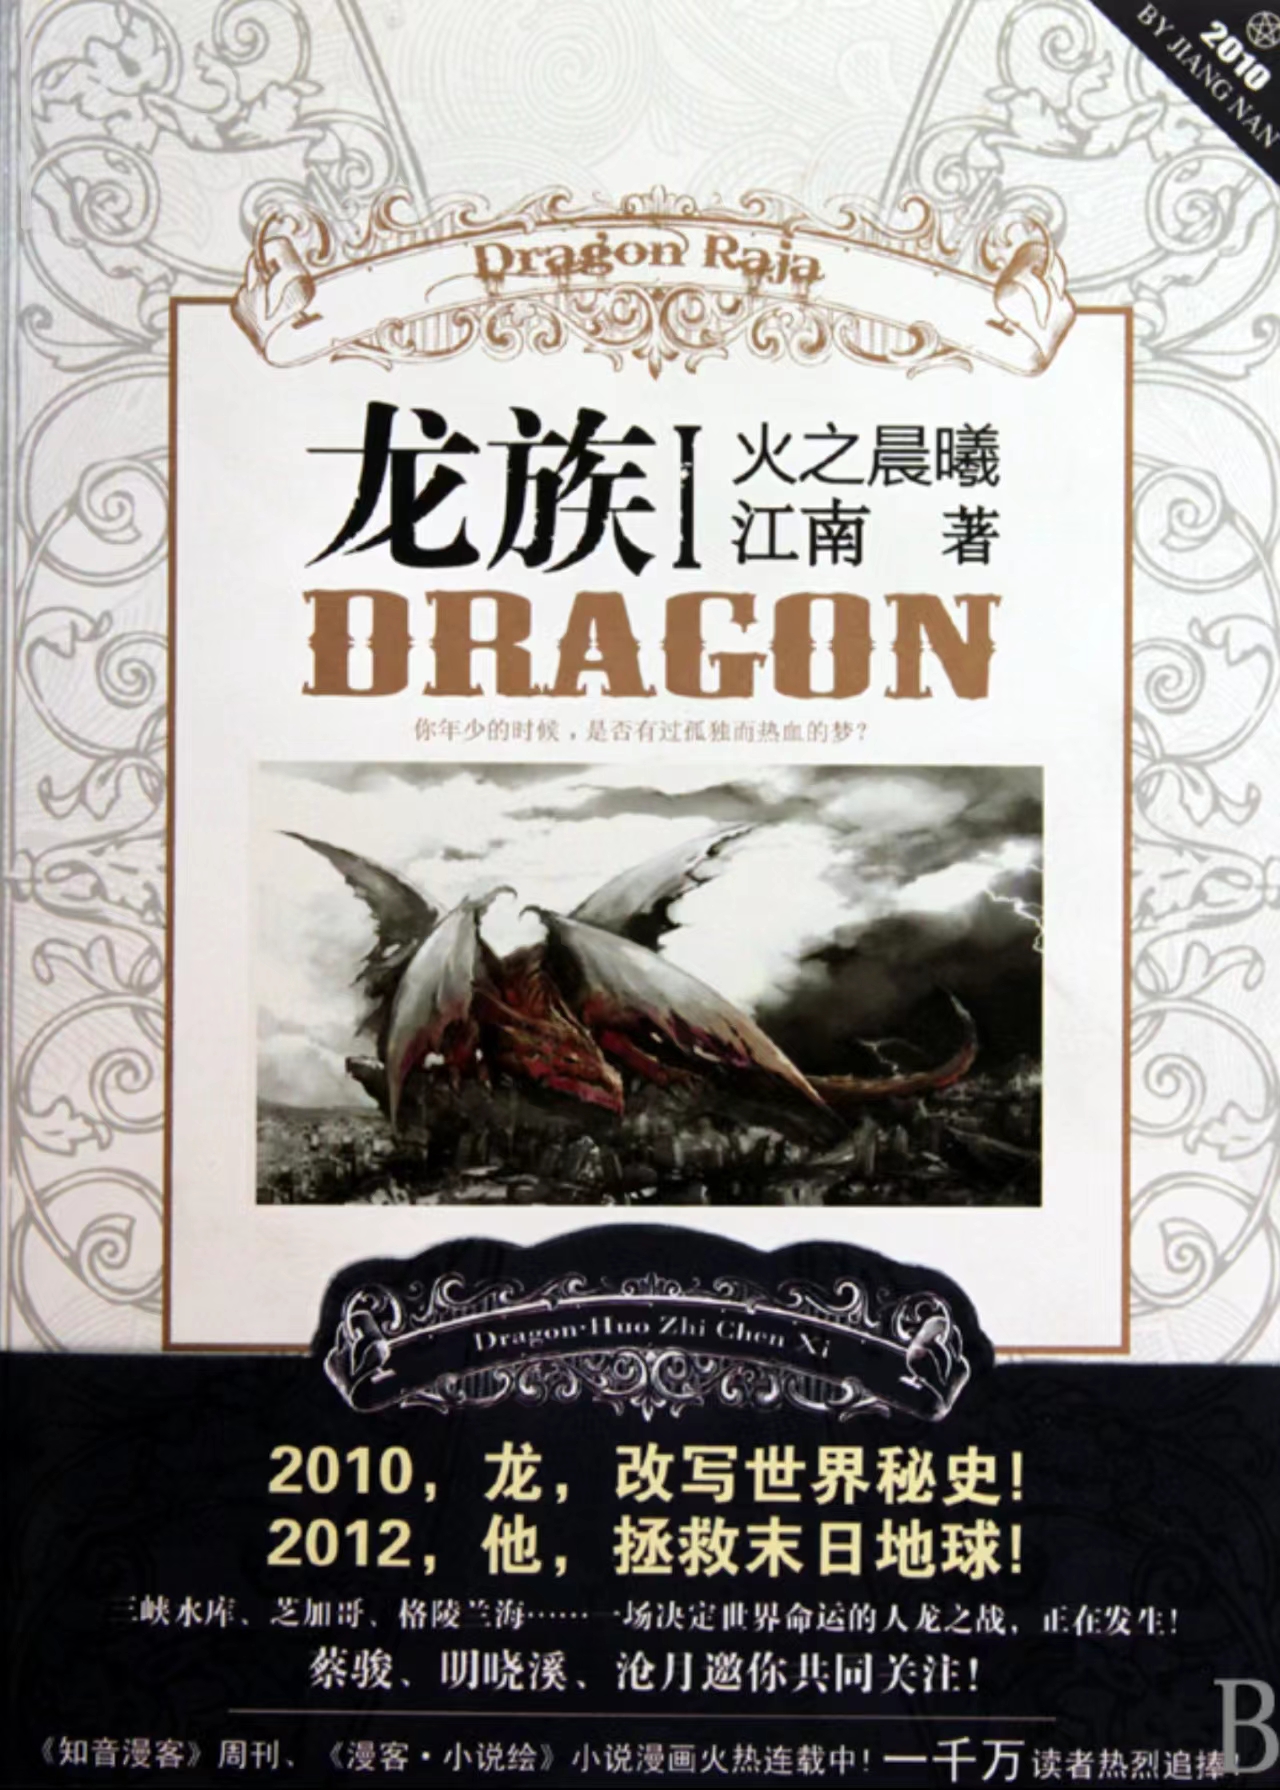 2010
BY JIANG NAN
Dragon Raja
龙族I 火之晨曦
江南 著
DRAGON
你年少的时候，是否有过孤独而热血的梦？
Dragon·Huo Zhi Chen Xi
2010，龙，改写世界秘史！
2012，他，拯救末日地球！
三峡水库、芝加哥、格陵兰海……一场决定世界命运的人龙之战，正在发生！
蔡骏、明晓溪、沧月邀你共同关注！
《知音漫客》周刊、《漫客·小说绘》小说漫画火热连载中！一千万读者热烈追捧！
B